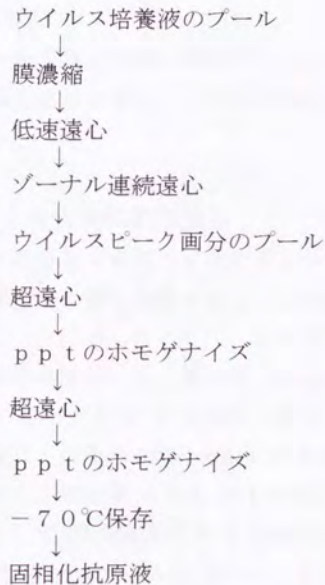 ウイルス培養液のプール
↓
膜濃縮
↓
低速遠心
↓
ゾーナル連続遠心
↓
ウイルスピーク画分のプール
↓
超遠心
↓
ｐｐｔのホモゲナイズ
↓
超遠心
↓
ｐｐｔのホモゲナイズ
↓
－７０℃保存
↓
固相化抗原液